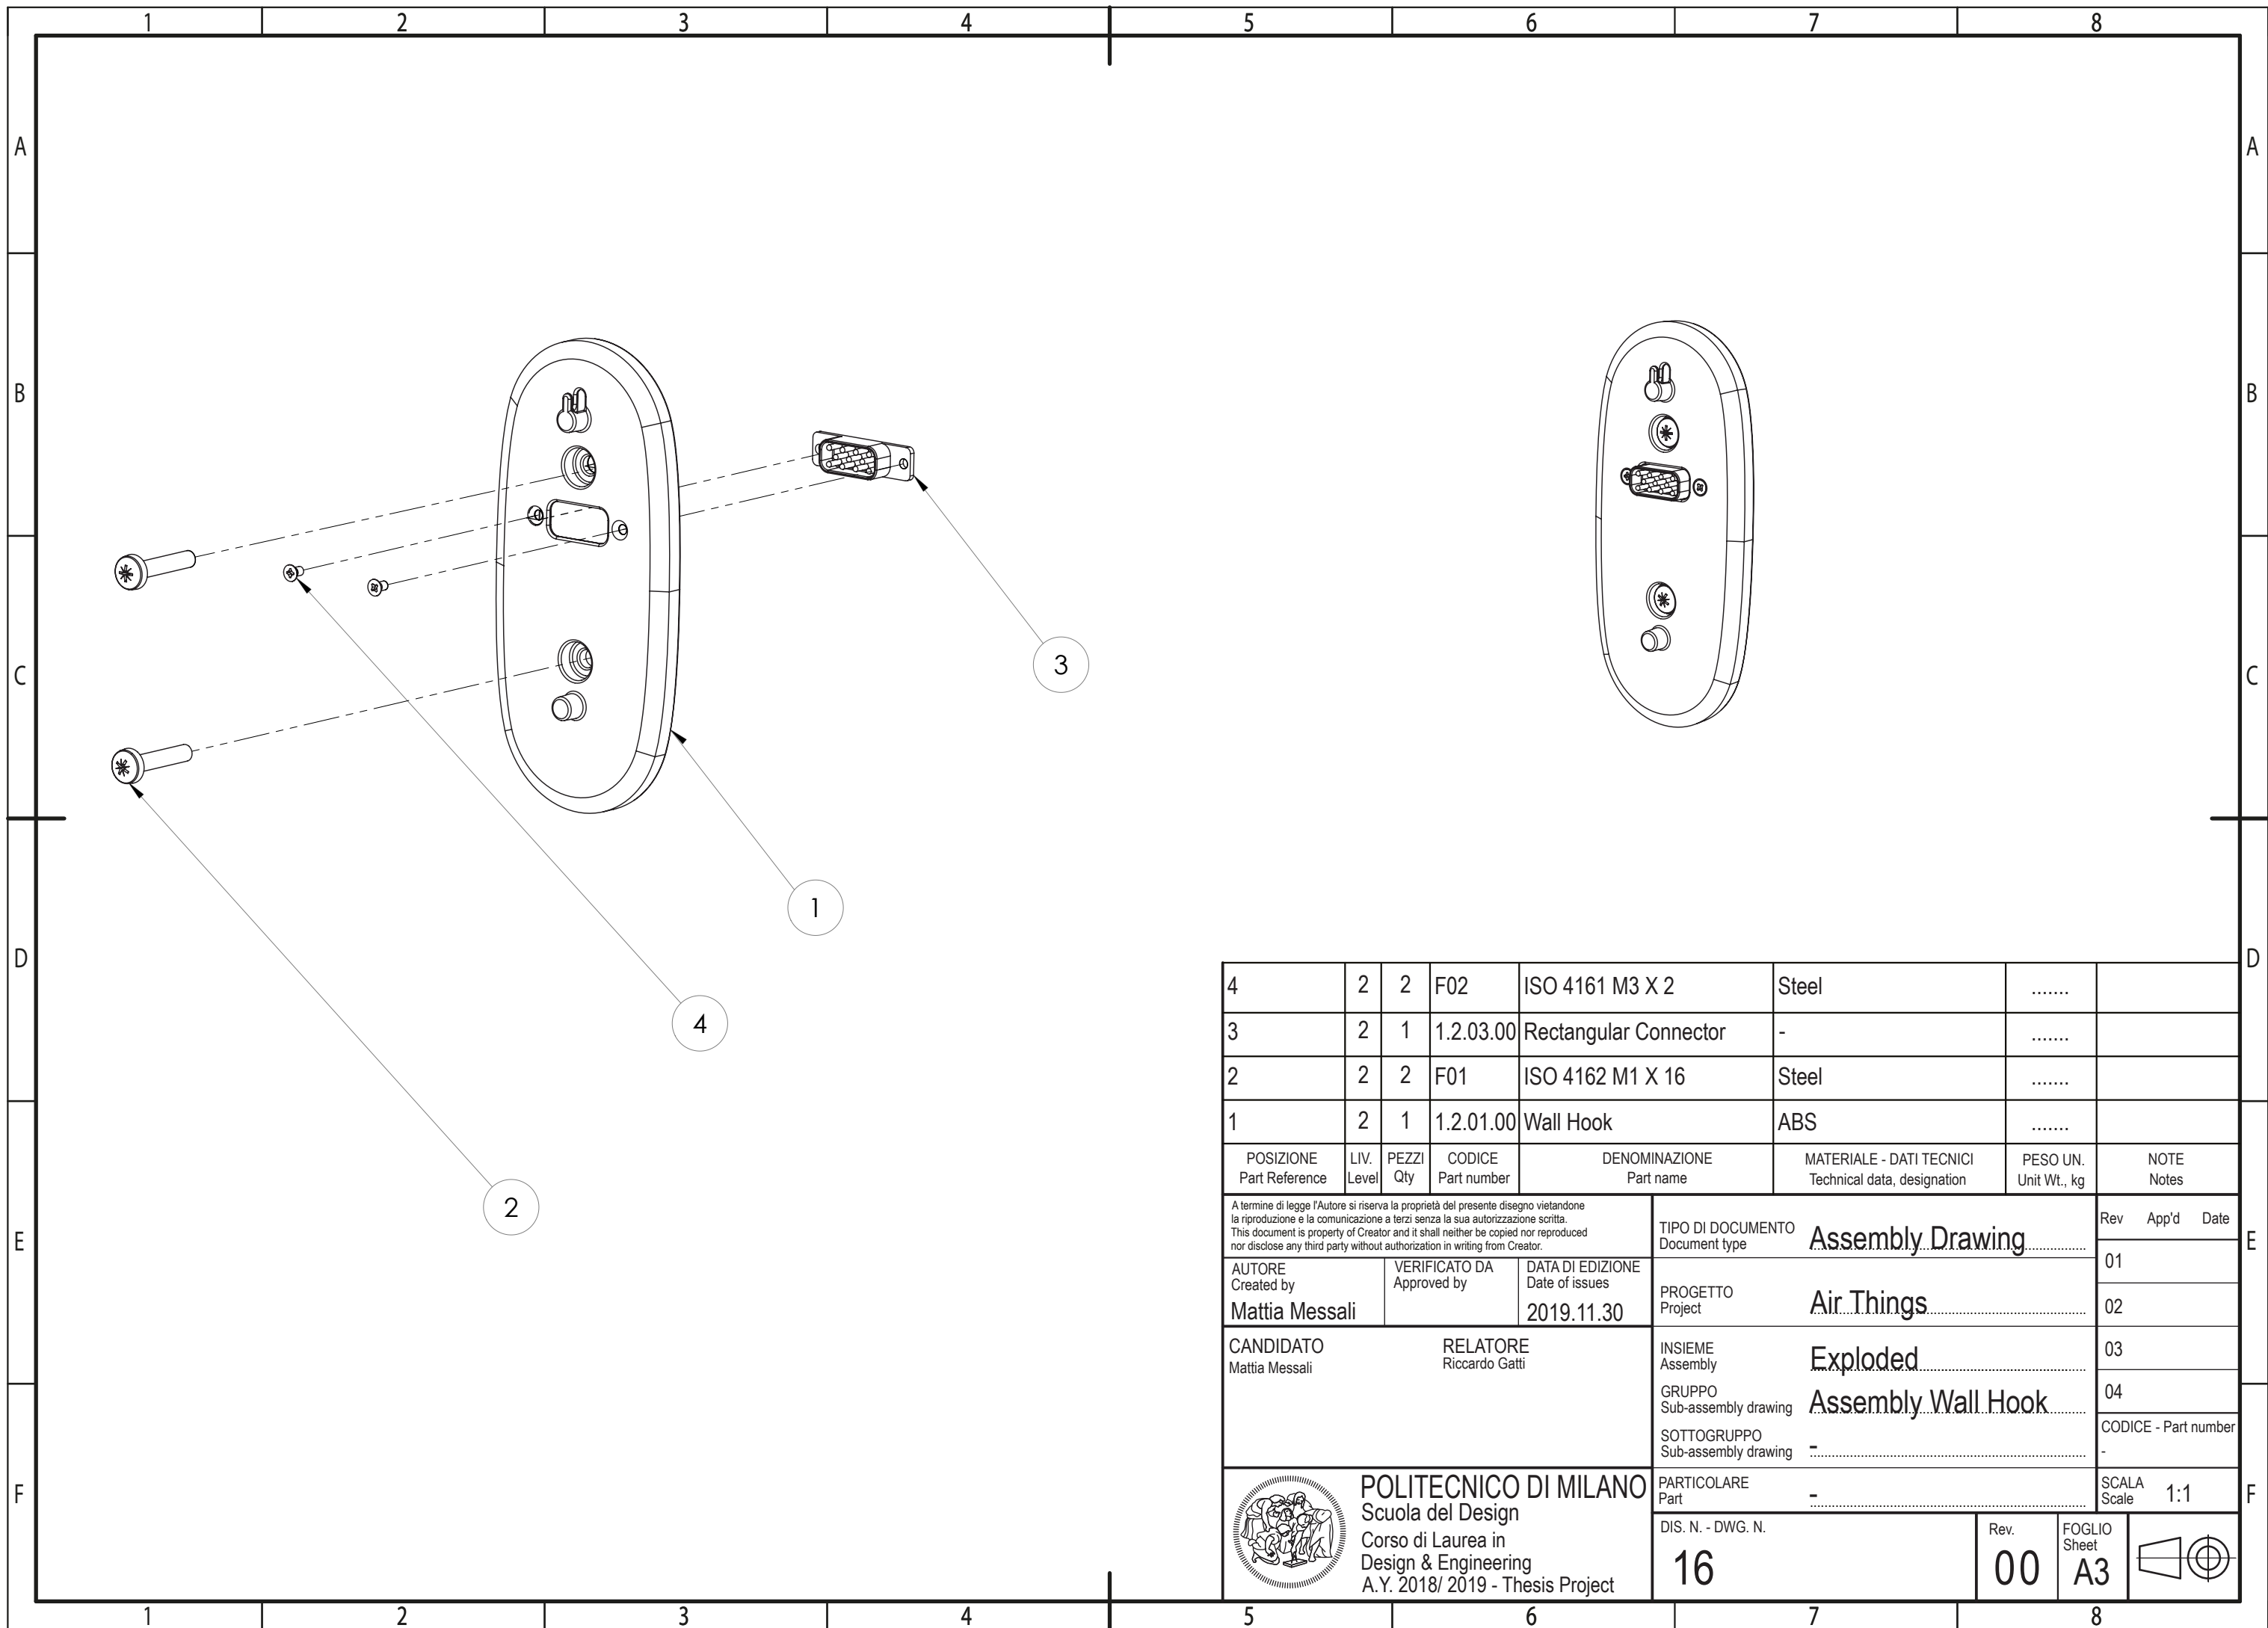 1 2 3 4 5 6 7 8
A A
B B
C C
D D
E E
F F
1 2 3 4 5 6 7 8
3
1
4
2
4 2 2 F02 ISO 4161 M3 X 2 Steel .......
3 2 1 1.2.03.00 Rectangular Connector - .......
2 2 2 F01 ISO 4162 M1 X 16 Steel .......
1 2 1 1.2.01.00 Wall Hook ABS .......
POSIZIONE LIV. PEZZI CODICE DENOMINAZIONE MATERIALE - DATI TECNICI PESO UN. NOTE
Part Reference Level Qty Part number Part name Technical data, designation Unit Wt., kg Notes
A termine di legge l'Autore si riserva la proprietà del presente disegno vietandone
la riproduzione e la comunicazione a terzi senza la sua autorizzazione scritta.
This document is property of Creator and it shall neither be copied nor reproduced
nor disclose any third party without authorization in writing from Creator.
AUTORE
Created by
Mattia Messali
VERIFICATO DA
Approved by
DATA DI EDIZIONE
Date of issues
2019.11.30
CANDIDATO
Mattia Messali
RELATORE
Riccardo Gatti
POLITECNICO DI MILANO
Scuola del Design
Corso di Laurea in
Design & Engineering
A.Y. 2018/ 2019 - Thesis Project
TIPO DI DOCUMENTO
Document type
Assembly Drawing
PROGETTO
Project
Air Things
INSIEME
Assembly
Exploded
GRUPPO
Sub-assembly drawing
Assembly Wall Hook
SOTTOGRUPPO
Sub-assembly drawing
-
PARTICOLARE
Part
-
Rev App'd Date
01
02
03
04
CODICE - Part number
-
SCALA
Scale
1:1
DIS. N. - DWG. N.
16
Rev.
00
FOGLIO
Sheet
A3